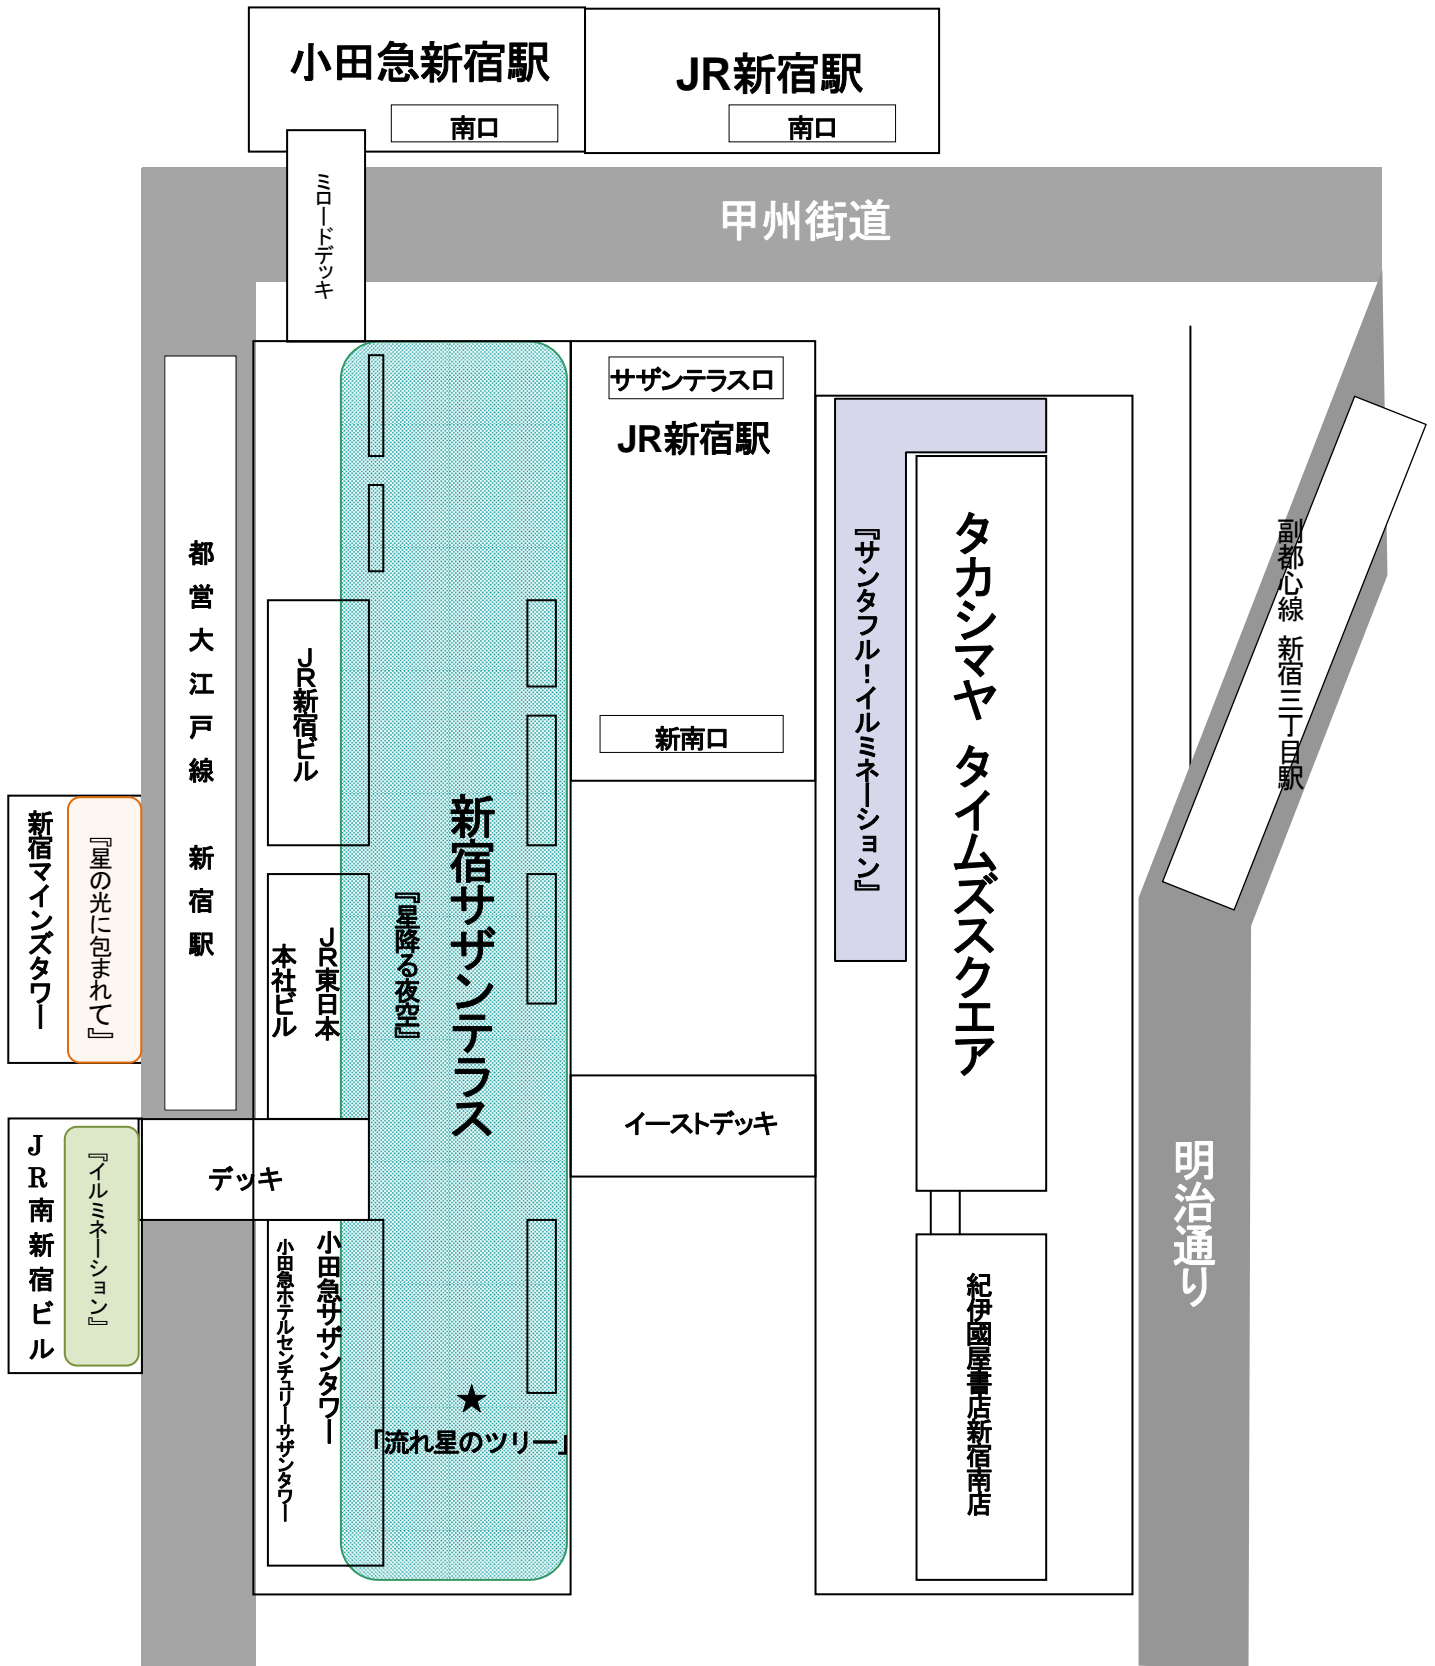 小田急新宿駅
南口
JR新宿駅
南口
ミロードデッキ
甲州街道
サザンテラス口
JR新宿駅
新南口
都営大江戸線 新宿駅
JR新宿ビル
JR東日本
本社ビル
『星降る夜空』
新宿サザンテラス
『サンタフル！イルミネーション』
タカシマヤ タイムズスクエア
副都心線 新宿三丁目駅
新宿マインズタワー
『星の光に包まれて』
イーストデッキ
デッキ
JR南新宿ビル
『イルミネーション』
小田急サザンタワー
小田急ホテルセンチュリーサザンタワー
★
「流れ星のツリー」
紀伊國屋書店新宿南店
明治通り